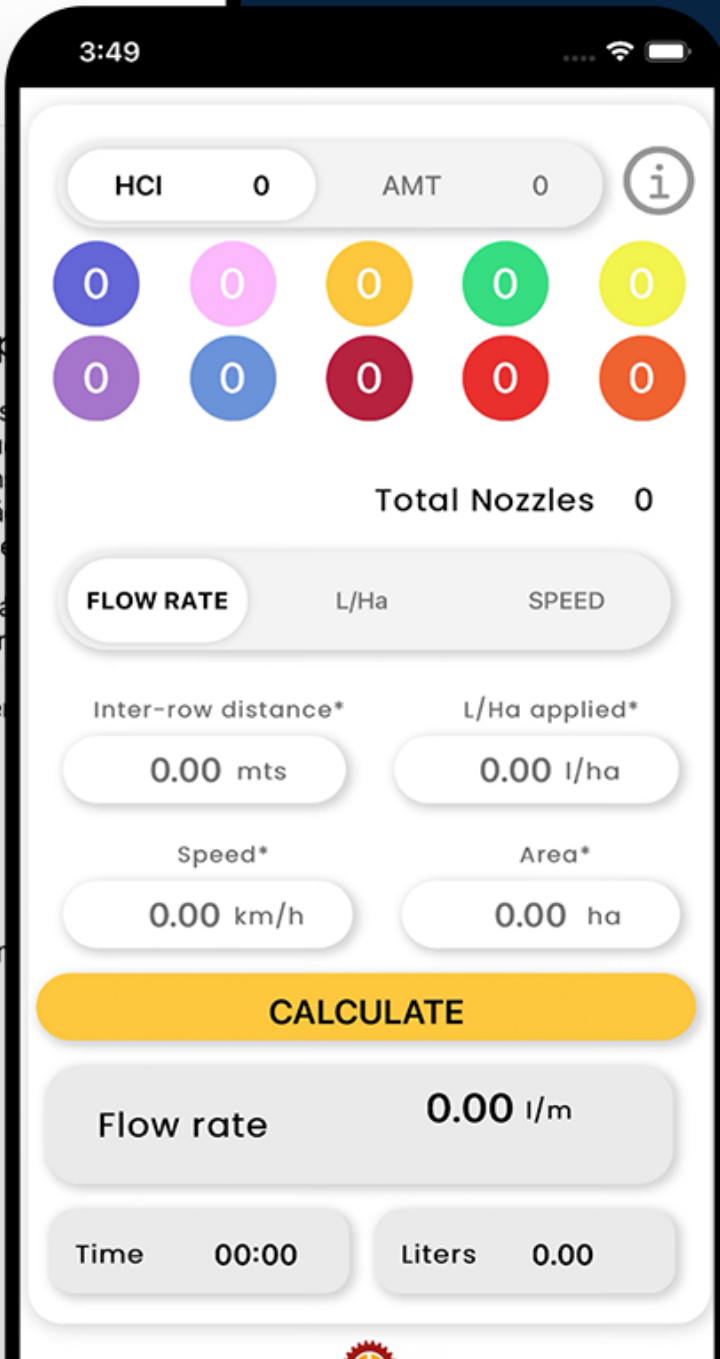 3:49
HCI 0 AMT 0 i
0 0 0 0 0
0 0 0 0 0
Total Nozzles 0
FLOW RATE L/Ha SPEED
Inter-row distance* L/Ha applied*
0.00 mts 0.00 l/ha
Speed* Area*
0.00 km/h 0.00 ha
CALCULATE
Flow rate 0.00 l/m
Time 00:00 Liters 0.00